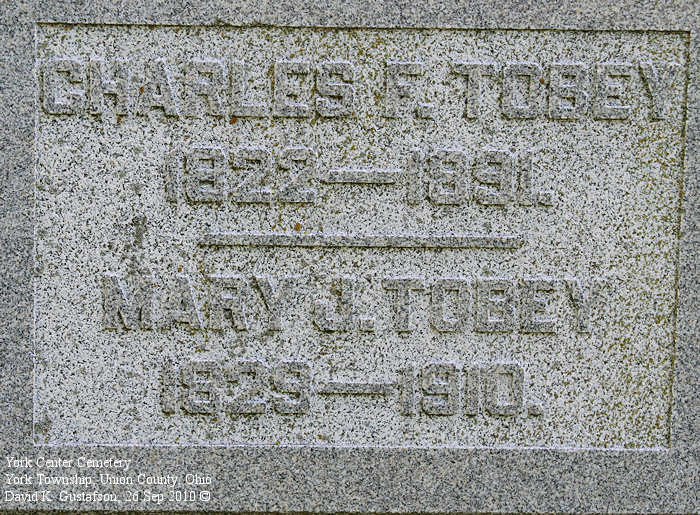 CHARLES F. TOBEY
1822 — 1891.
MARY J. TOBEY
1829 — 1910.
York Center Cemetery
York Township, Union County, Ohio
David K. Gustafson, 26 Sep 2010 ©